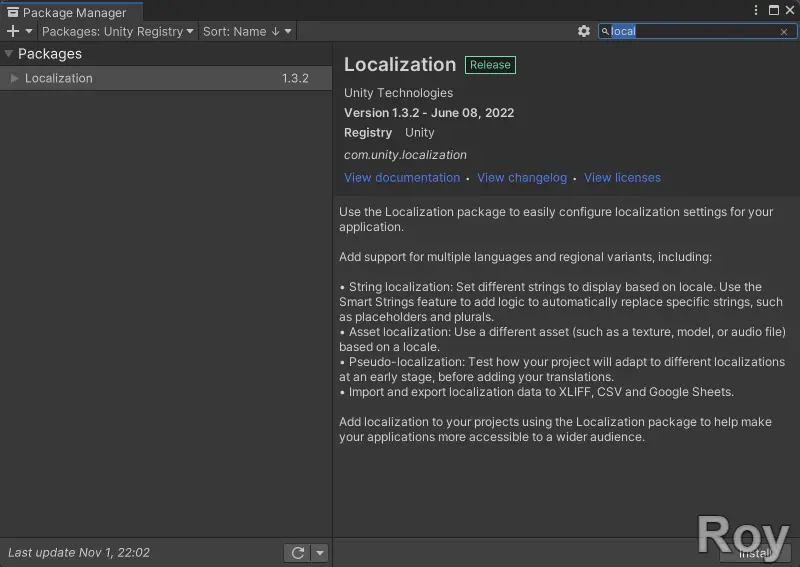 Package Manager
Packages: Unity Registry Sort: Name ↓ local
Packages
Localization 1.3.2
Localization Release
Unity Technologies
Version 1.3.2 - June 08, 2022
Registry Unity
com.unity.localization
View documentation • View changelog • View licenses
Use the Localization package to easily configure localization settings for your
application.
Add support for multiple languages and regional variants, including:
• String localization: Set different strings to display based on locale. Use the
Smart Strings feature to add logic to automatically replace specific strings, such
as placeholders and plurals.
• Asset localization: Use a different asset (such as a texture, model, or audio file)
based on a locale.
• Pseudo-localization: Test how your project will adapt to different localizations
at an early stage, before adding your translations.
• Import and export localization data to XLIFF, CSV and Google Sheets.
Add localization to your projects using the Localization package to help make
your applications more accessible to a wider audience.
Last update Nov 1, 22:02
Install
Roy